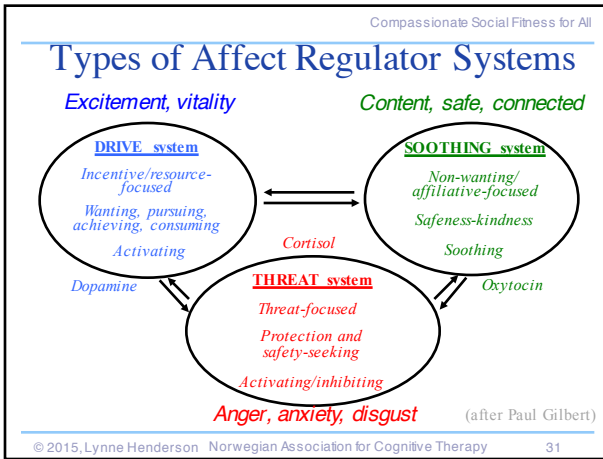 Compassionate Social Fitness for All
Types of Affect Regulator Systems
Excitement, vitality
Content, safe, connected
DRIVE system
Incentive/resource-
focused
Wanting, pursuing,
achieving, consuming
Activating
Dopamine
SOOTHING system
Non-wanting/
affiliative-focused
Safeness-kindness
Soothing
Oxytocin
Cortisol
THREAT system
Threat-focused
Protection and
safety-seeking
Activating/inhibiting
Anger, anxiety, disgust
(after Paul Gilbert)
© 2015, Lynne Henderson Norwegian Association for Cognitive Therapy 31